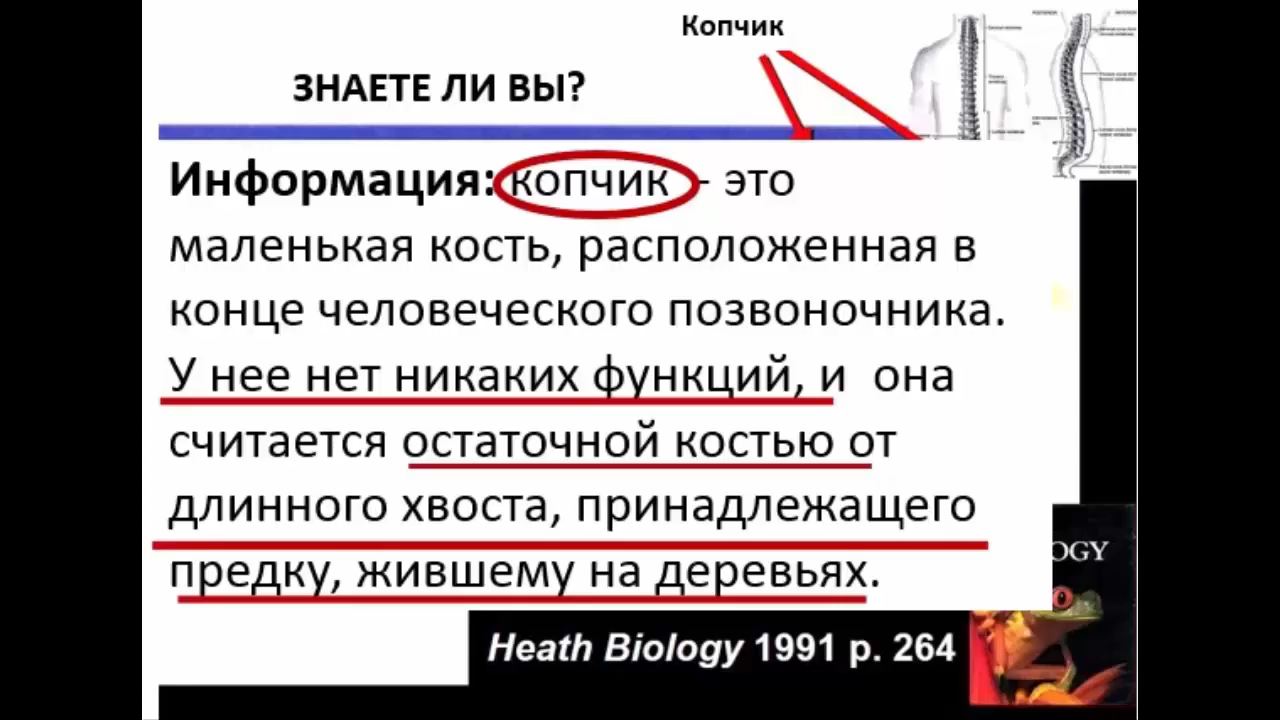 Копчик
ЗНАЕТЕ ЛИ ВЫ?
Информация: копчик - это
маленькая кость, расположенная в
конце человеческого позвоночника.
У нее нет никаких функций, и она
считается остаточной костью от
длинного хвоста, принадлежащего
предку, жившему на деревьях.
OGY
Heath Biology 1991 p. 264